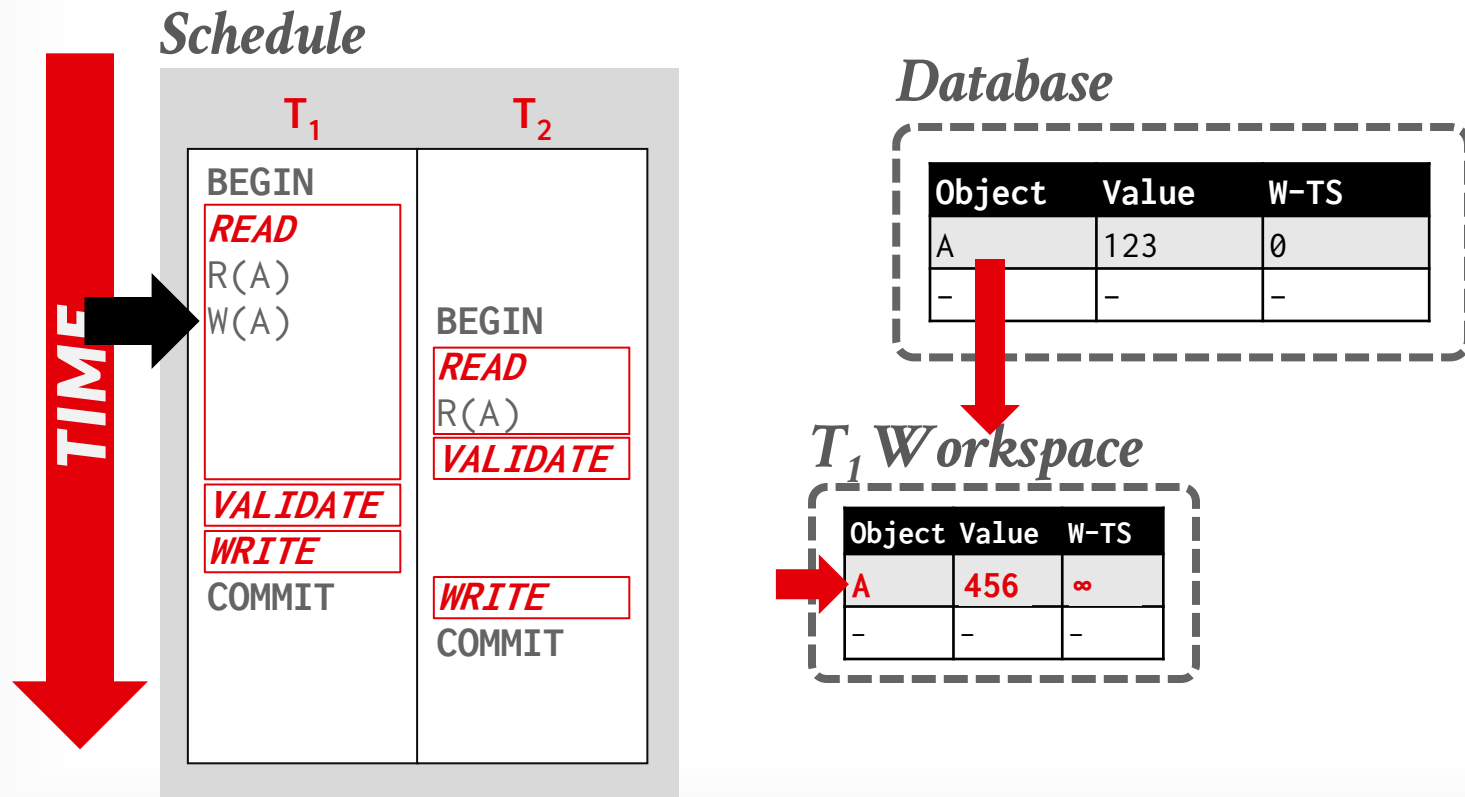 Schedule
TIME
T1 T2
BEGIN
READ
R(A)
W(A)
VALIDATE
WRITE
COMMIT
BEGIN
READ
R(A)
VALIDATE
WRITE
COMMIT
Database
Object Value W-TS
A 123 0
- - -
T1 Workspace
Object Value W-TS
A 456 ∞
- - -